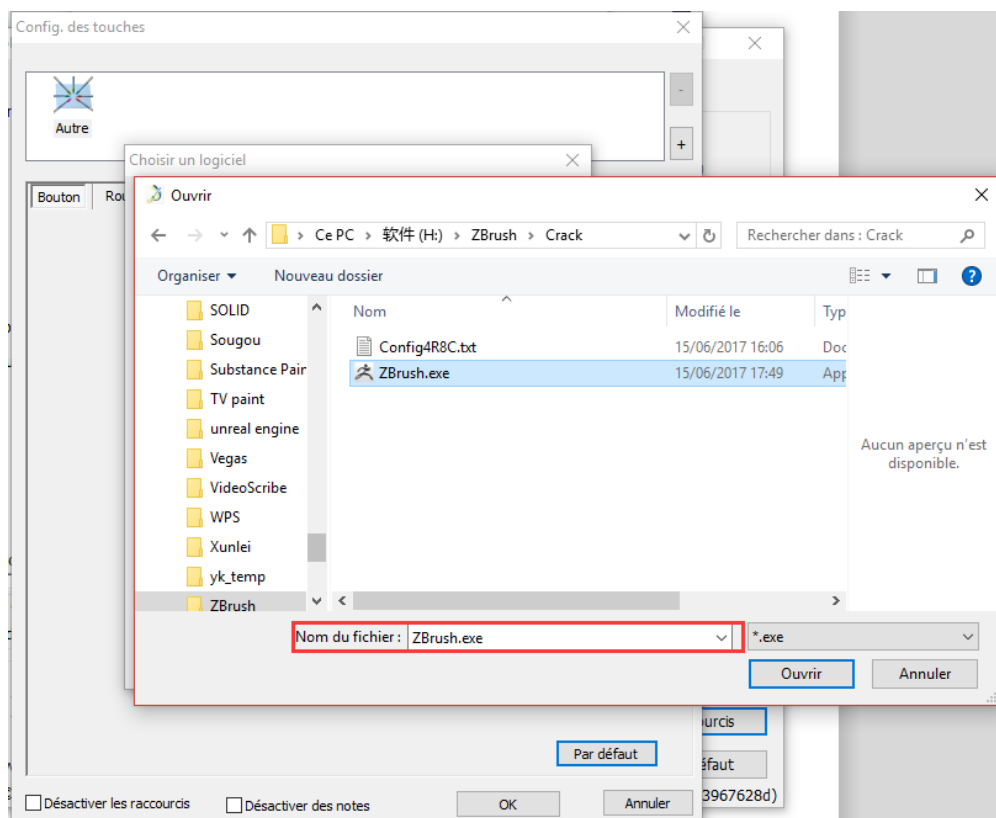 Config. des touches
Autre
-
+
Choisir un logiciel
Bouton
Ouvrir
Ce PC > 软件 (H:) > ZBrush > Crack
Rechercher dans : Crack
Organiser
Nouveau dossier
?
SOLID
Sougou
Substance Pain
TV paint
unreal engine
Vegas
VideoScribe
WPS
Xunlei
yk_temp
ZBrush
Nom
Modifié le
Typ
Config4R8C.txt
15/06/2017 16:06
Doc
ZBrush.exe
15/06/2017 17:49
App
Aucun aperçu n'est
disponible.
Nom du fichier :
ZBrush.exe
*.exe
Ouvrir
Annuler
ourcis
Par défaut
éfaut
Désactiver les raccourcis
Désactiver des notes
OK
Annuler
3967628d)